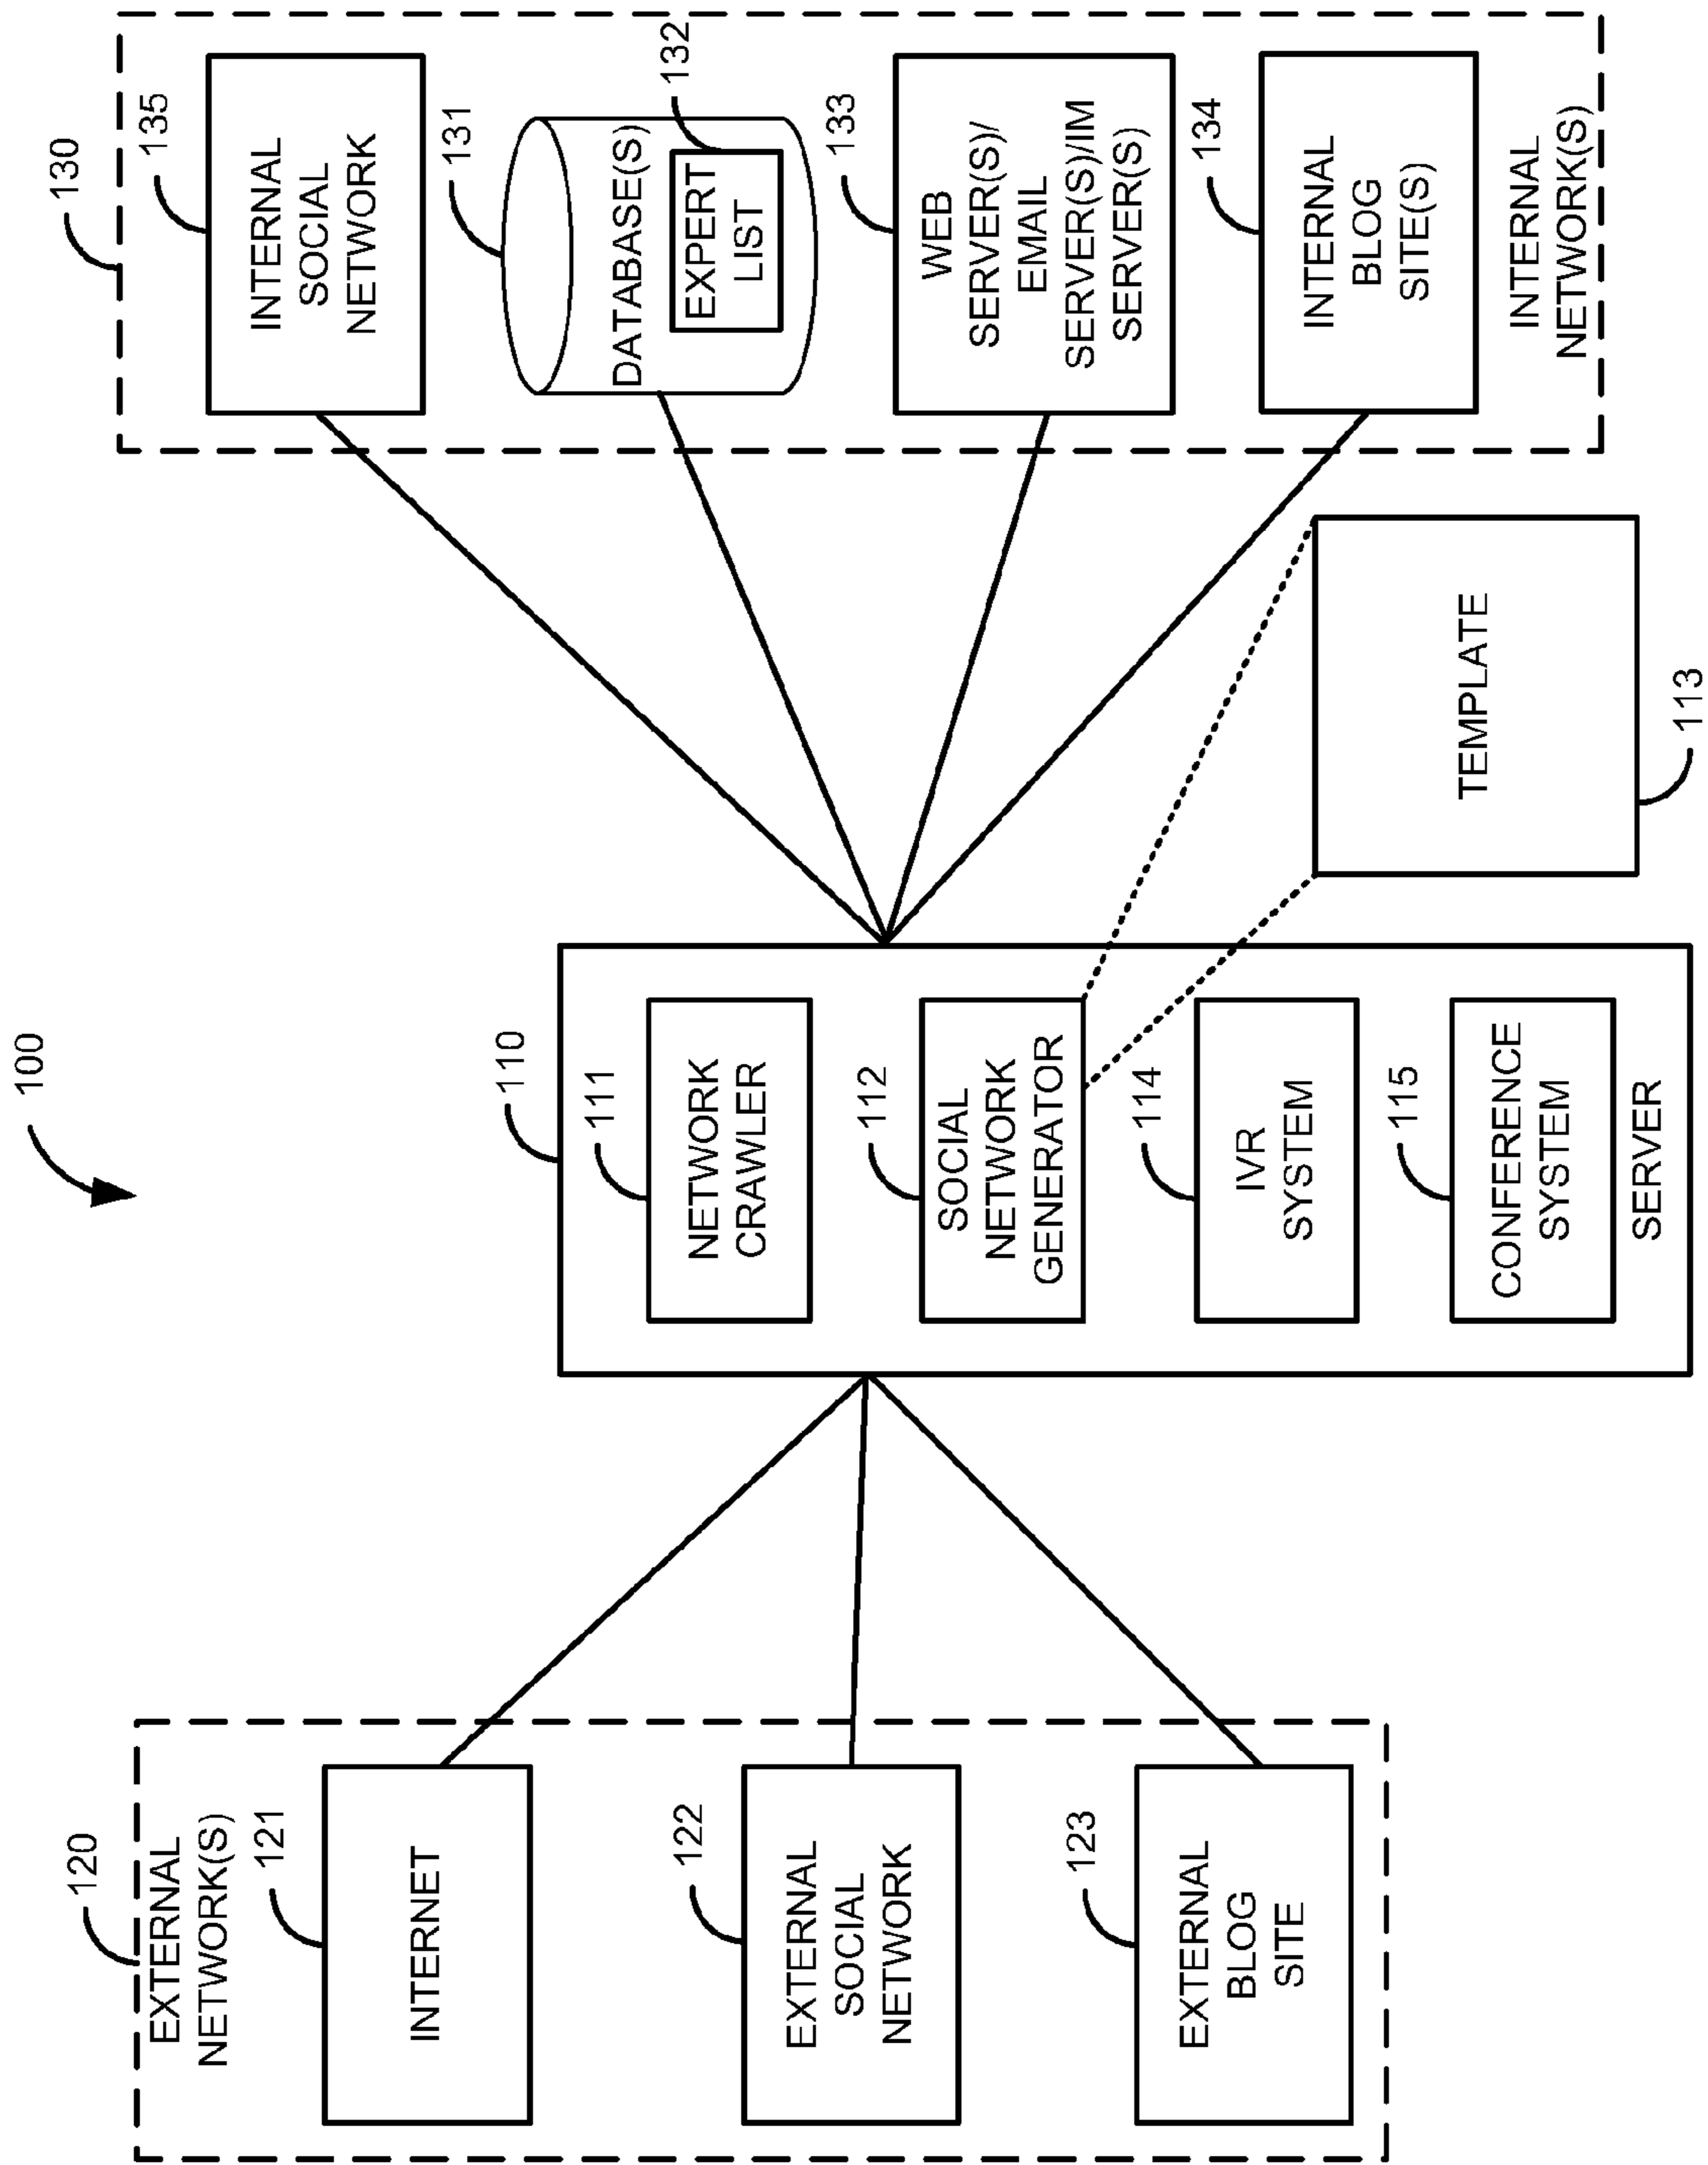 100
120
EXTERNAL
NETWORK(S)
121
INTERNET
122
EXTERNAL
SOCIAL
NETWORK
123
EXTERNAL
BLOG
SITE
110
111
NETWORK
CRAWLER
112
SOCIAL
NETWORK
GENERATOR
114
IVR
SYSTEM
115
CONFERENCE
SYSTEM
SERVER
TEMPLATE
113
130
135
INTERNAL
SOCIAL
NETWORK
131
DATABASE(S)
132
EXPERT
LIST
133
WEB
SERVER(S)/
EMAIL
SERVER(S)/IM
SERVER(S)
134
INTERNAL
BLOG
SITE(S)
INTERNAL
NETWORK(S)